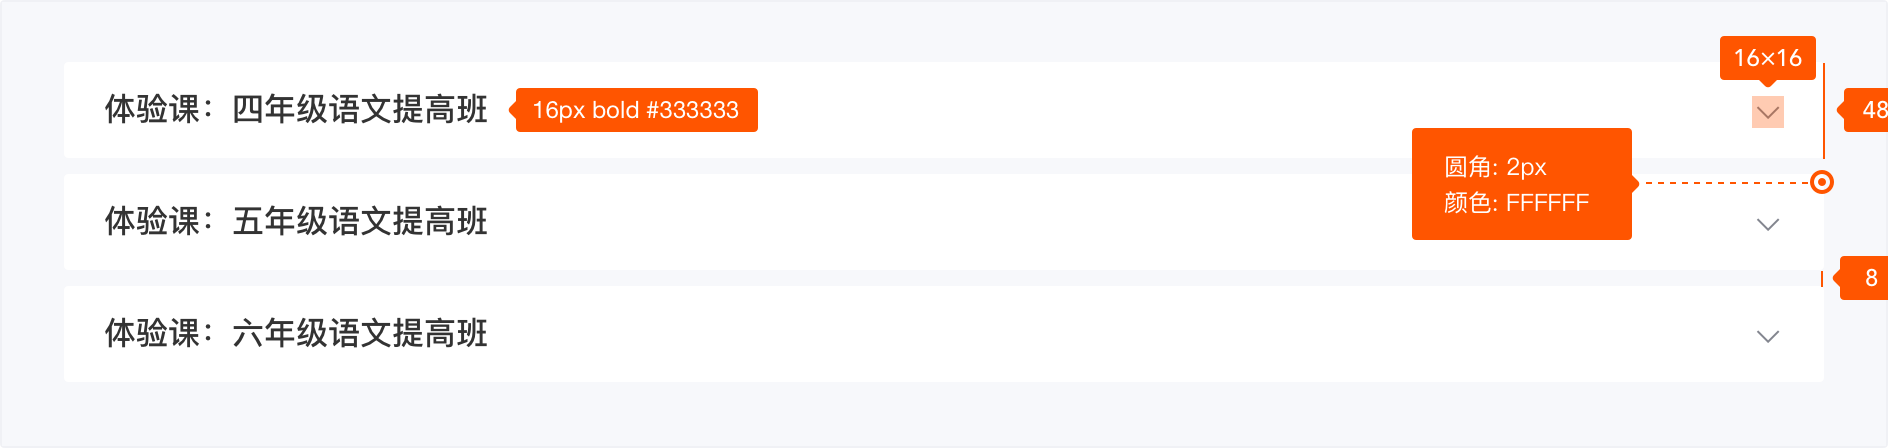 16×16
体验课：四年级语文提高班
16px bold #333333
48
圆角: 2px
颜色: FFFFFF
体验课：五年级语文提高班
8
体验课：六年级语文提高班